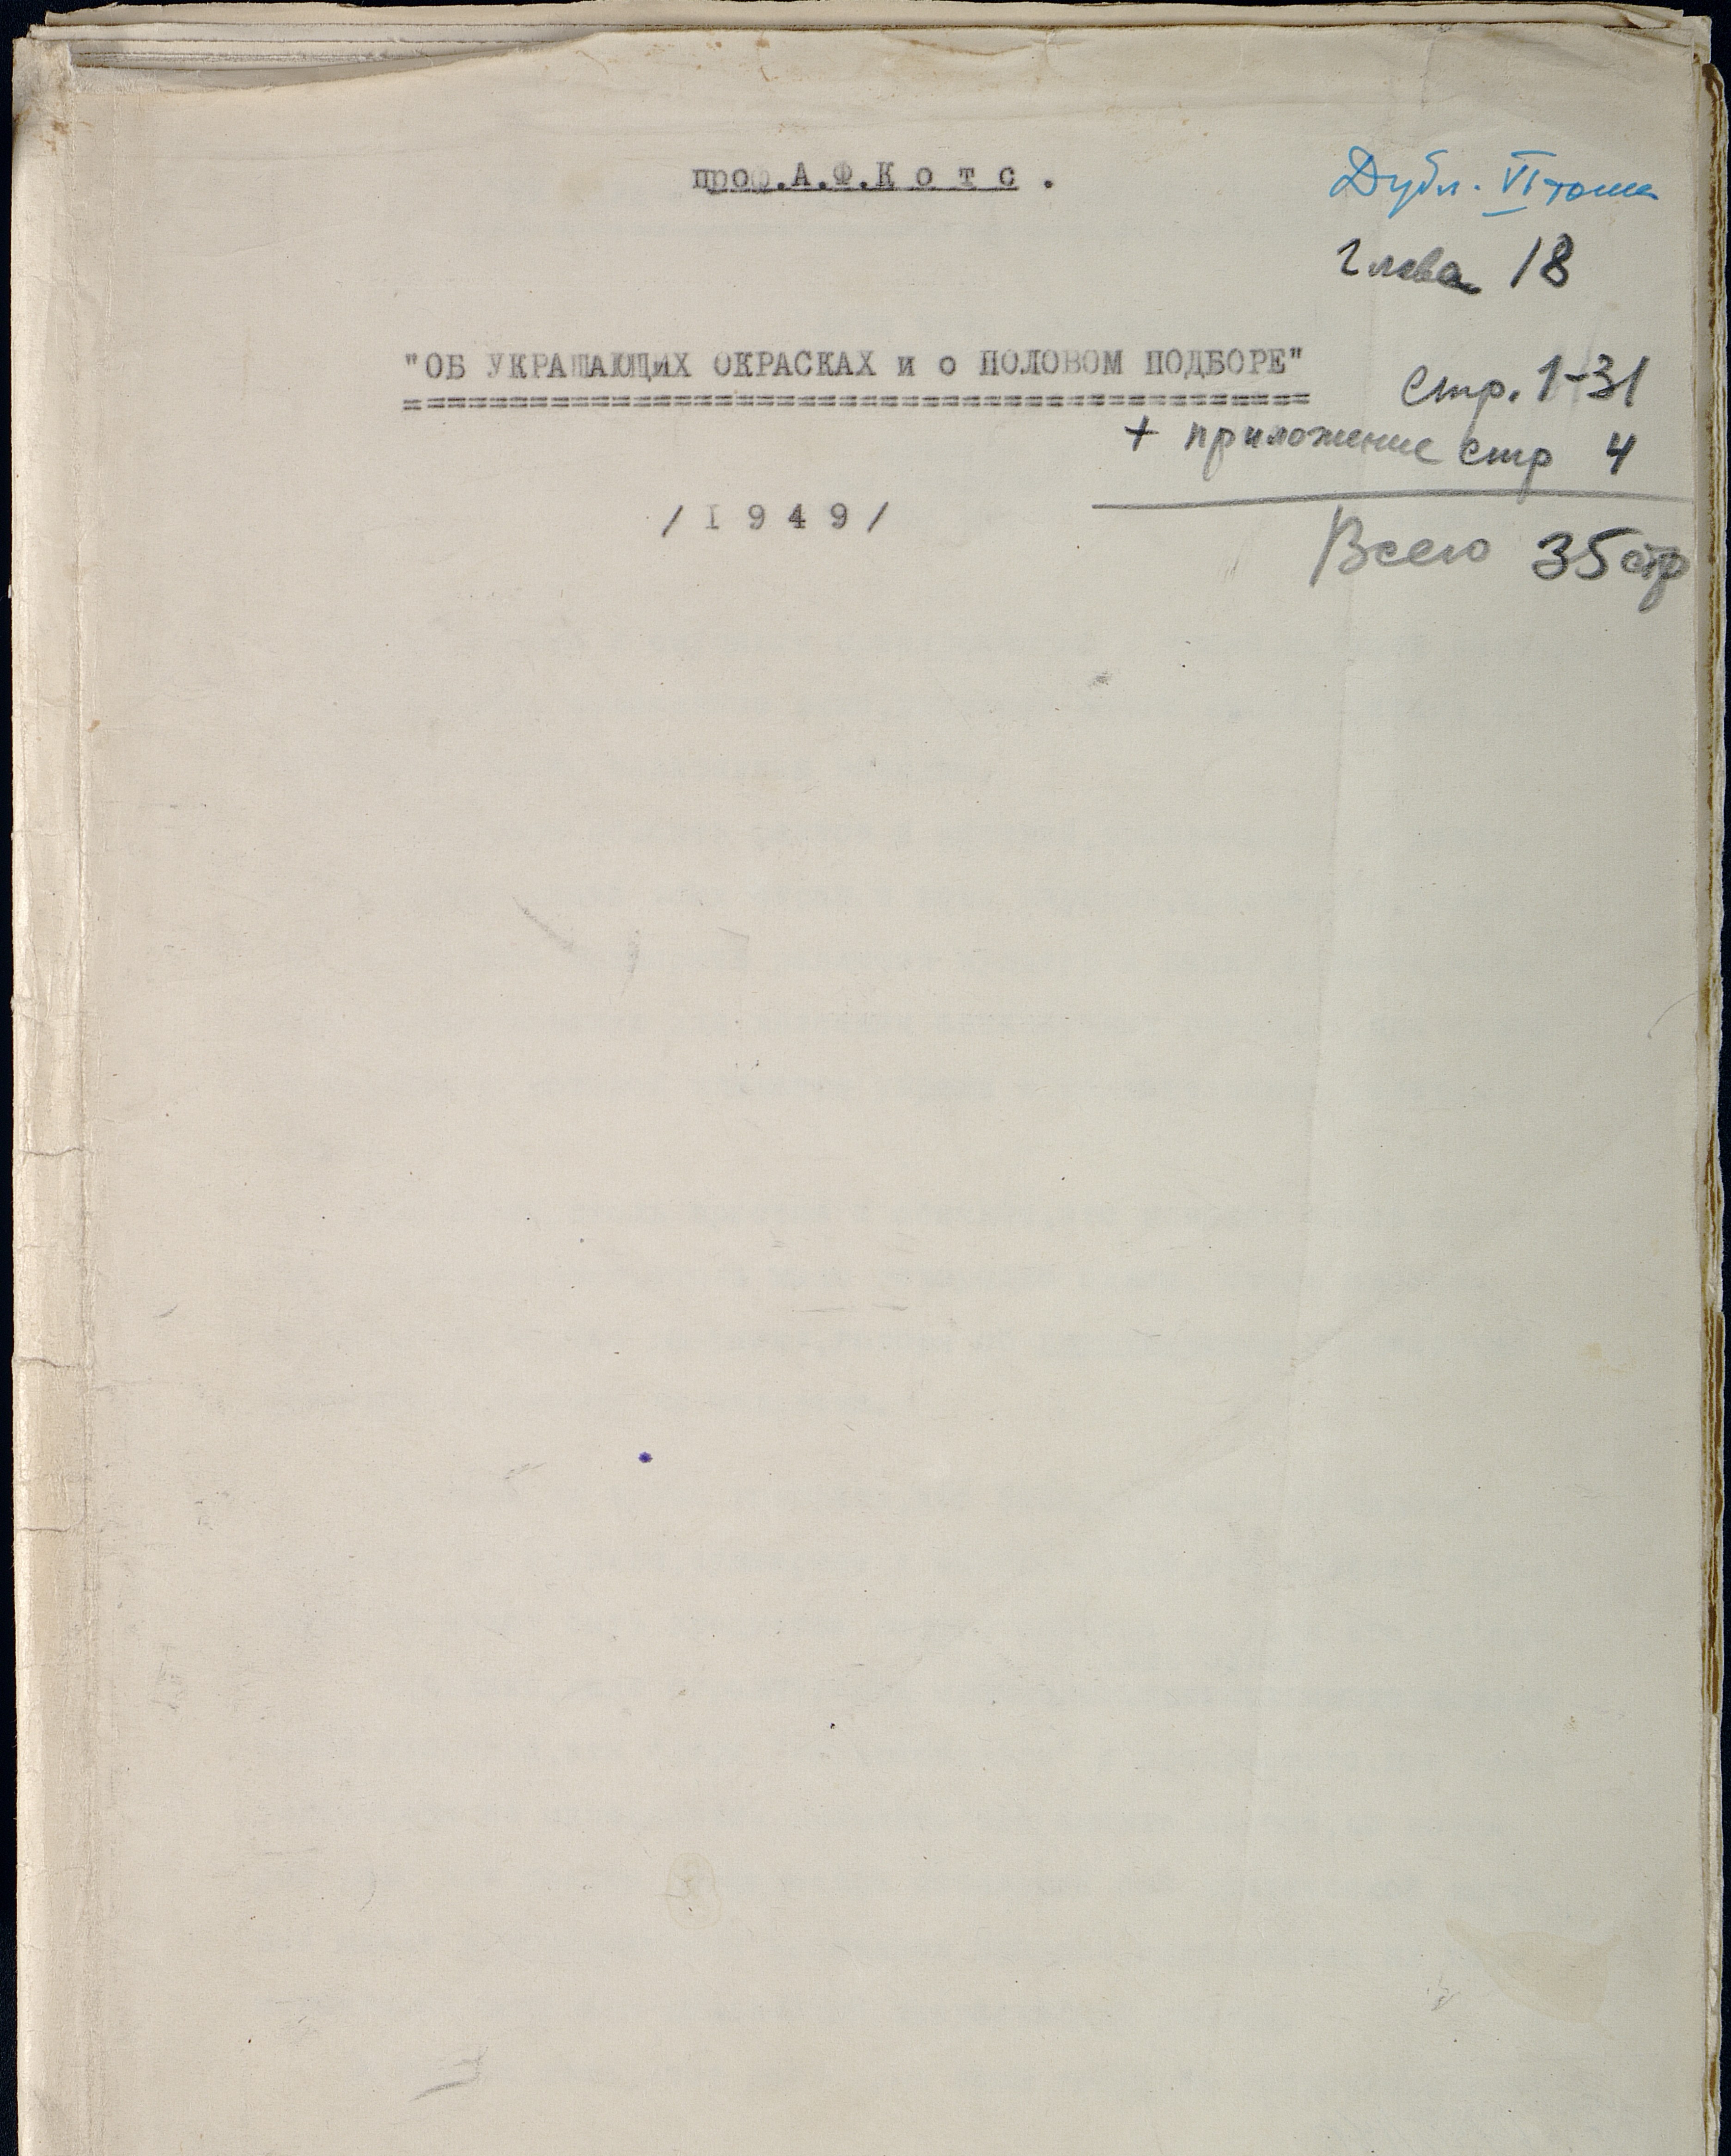 проф.А.Ф.К о т с .
Дубл. VI тома
Глава 18
"ОБ УКРАШАЮЩИХ ОКРАСКАХ и о ПОЛОВОМ ПОДБОРЕ"
==================================================
стр. 1-31
+ приложение стр 4
/ I 9 4 9 /
Всего 35 стр